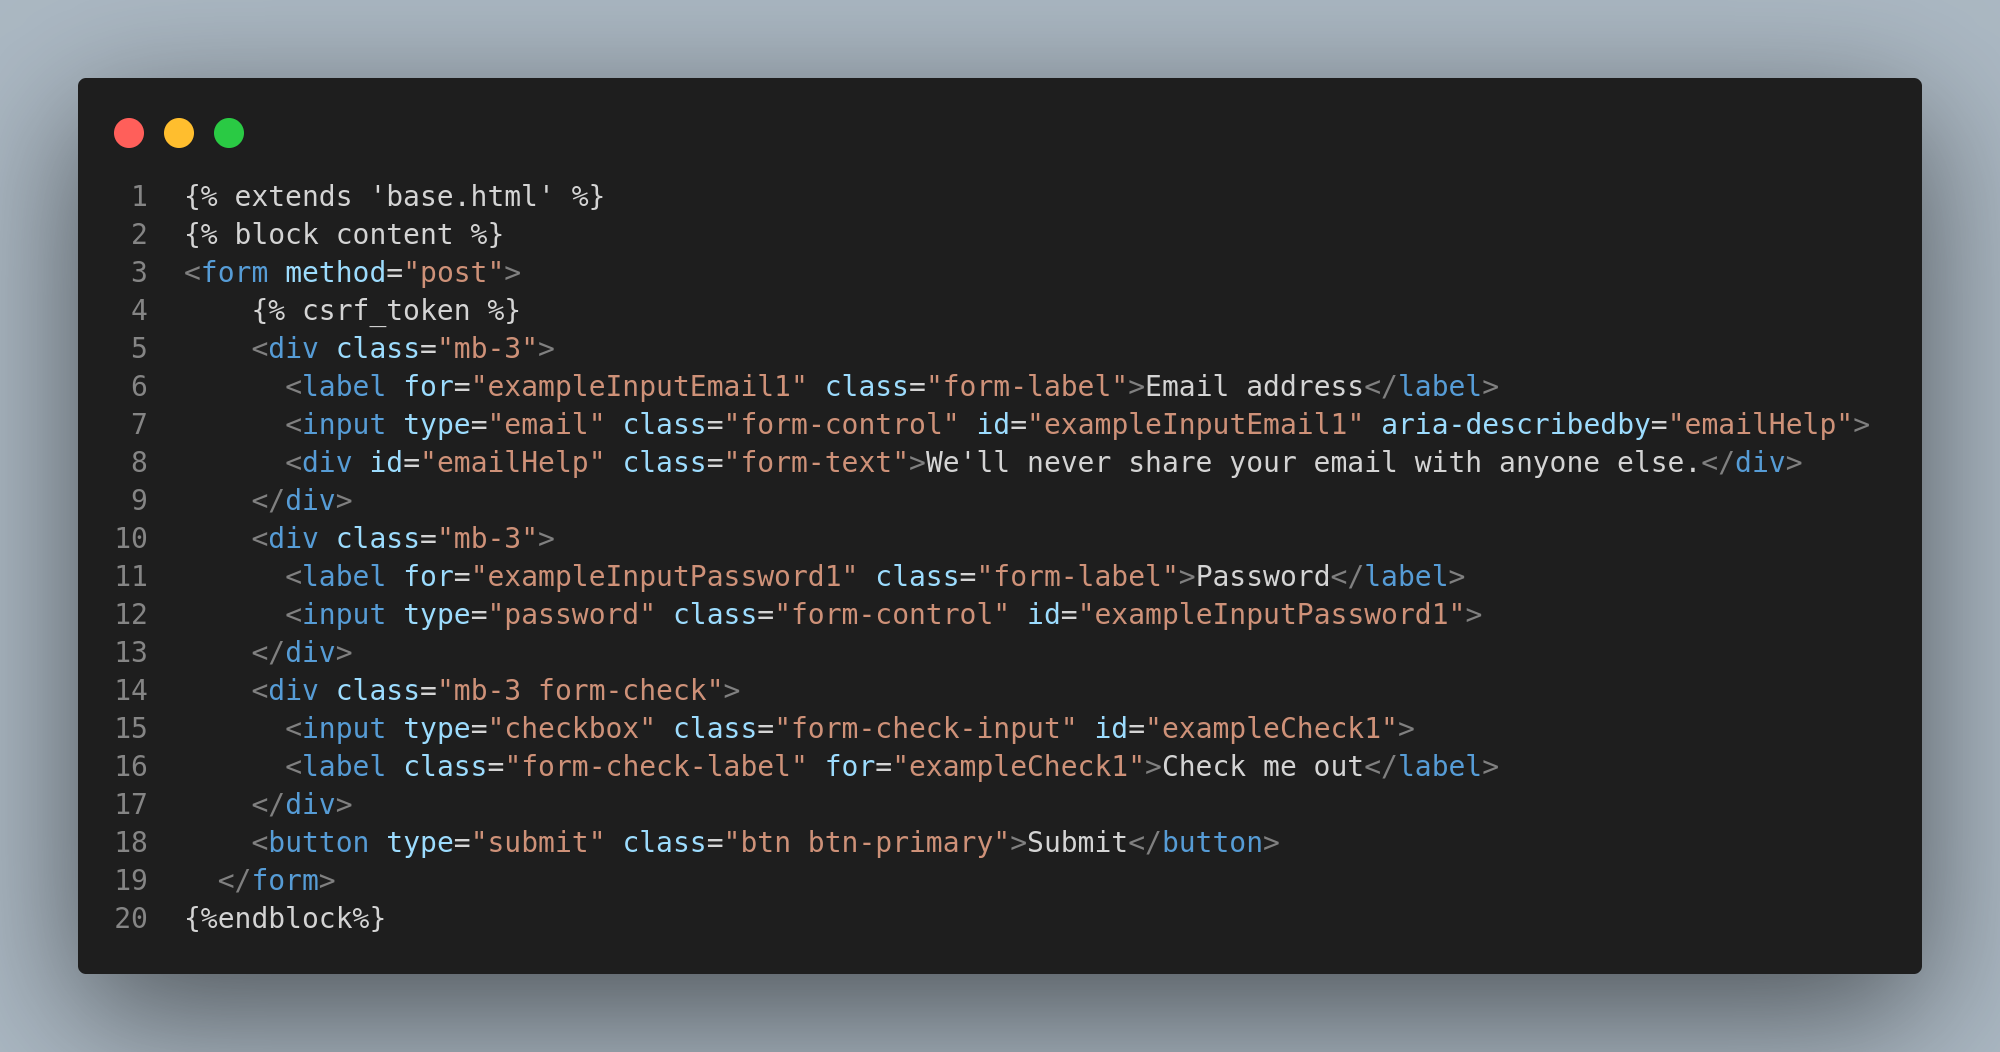 1 {% extends 'base.html' %}
2 {% block content %}
3 <form method="post">
4     {% csrf_token %}
5     <div class="mb-3">
6       <label for="exampleInputEmail1" class="form-label">Email address</label>
7       <input type="email" class="form-control" id="exampleInputEmail1" aria-describedby="emailHelp">
8       <div id="emailHelp" class="form-text">We'll never share your email with anyone else.</div>
9     </div>
10     <div class="mb-3">
11       <label for="exampleInputPassword1" class="form-label">Password</label>
12       <input type="password" class="form-control" id="exampleInputPassword1">
13     </div>
14     <div class="mb-3 form-check">
15       <input type="checkbox" class="form-check-input" id="exampleCheck1">
16       <label class="form-check-label" for="exampleCheck1">Check me out</label>
17     </div>
18     <button type="submit" class="btn btn-primary">Submit</button>
19   </form>
20 {%endblock%}